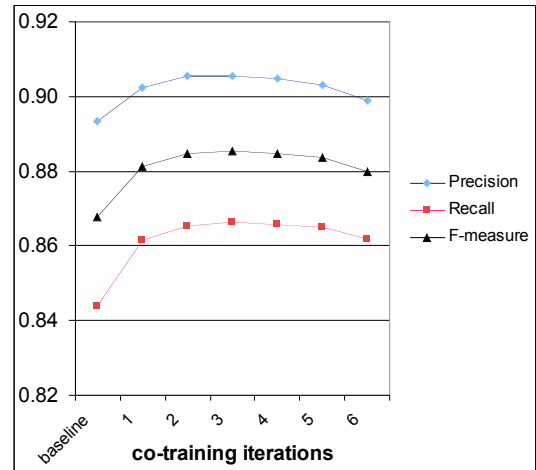 0.92
0.90
0.88
0.86
0.84
0.82
baseline
1
2
3
4
5
6
co-training iterations
Precision
Recall
F-measure